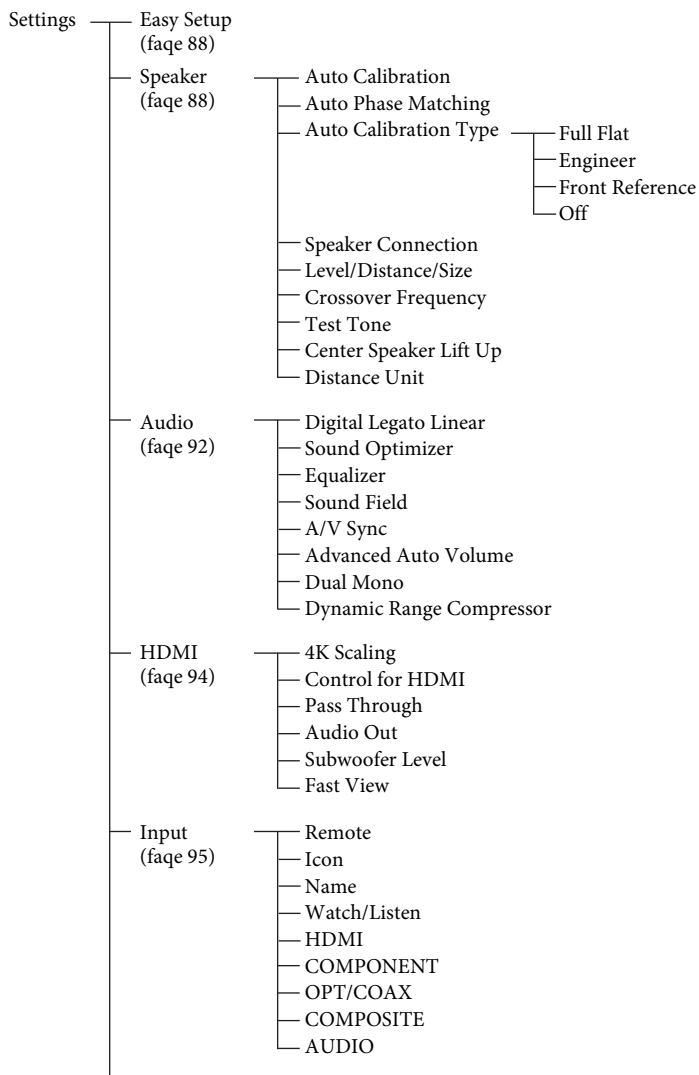 Settings
Easy Setup
(faqe 88)
Speaker
(faqe 88)
Auto Calibration
Auto Phase Matching
Auto Calibration Type
Full Flat
Engineer
Front Reference
Off
Speaker Connection
Level/Distance/Size
Crossover Frequency
Test Tone
Center Speaker Lift Up
Distance Unit
Audio
(faqe 92)
Digital Legato Linear
Sound Optimizer
Equalizer
Sound Field
A/V Sync
Advanced Auto Volume
Dual Mono
Dynamic Range Compressor
HDMI
(faqe 94)
4K Scaling
Control for HDMI
Pass Through
Audio Out
Subwoofer Level
Fast View
Input
(faqe 95)
Remote
Icon
Name
Watch/Listen
HDMI
COMPONENT
OPT/COAX
COMPOSITE
AUDIO